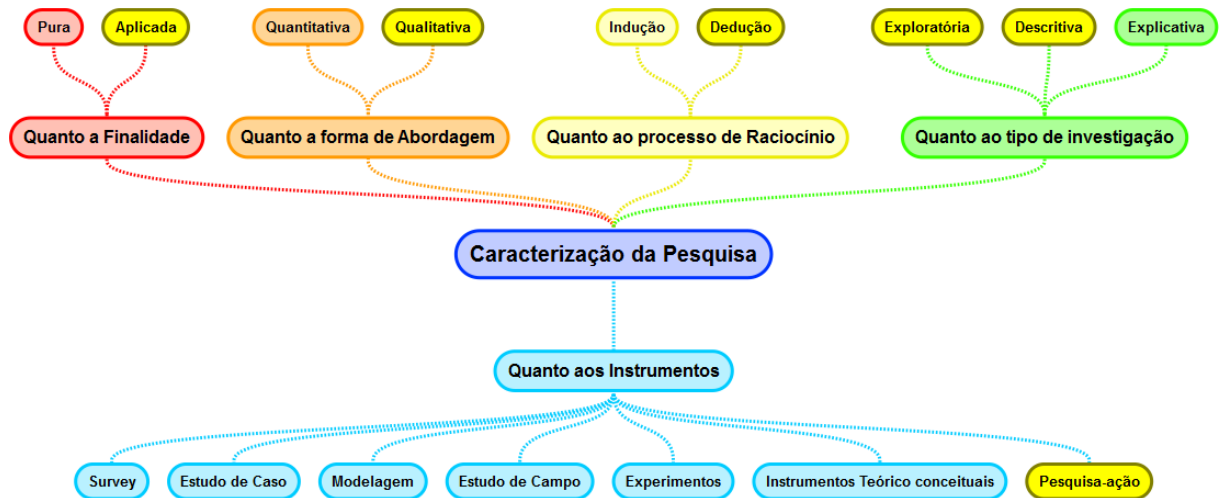 Pura
Aplicada
Quantitativa
Qualitativa
Indução
Dedução
Exploratória
Descritiva
Explicativa
Quanto a Finalidade
Quanto a forma de Abordagem
Quanto ao processo de Raciocínio
Quanto ao tipo de investigação
Caracterização da Pesquisa
Quanto aos Instrumentos
Survey
Estudo de Caso
Modelagem
Estudo de Campo
Experimentos
Instrumentos Teórico conceituais
Pesquisa-ação